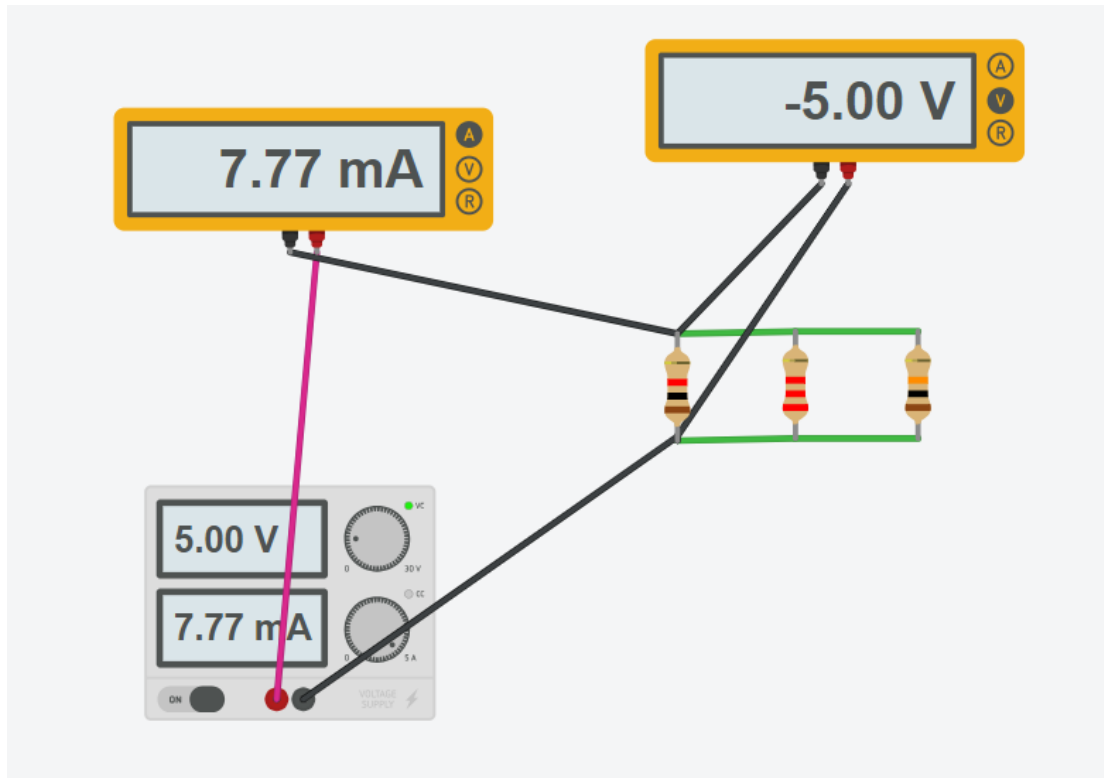 -5.00 V
A
V
R
7.77 mA
A
V
R
5.00 V
VC
0
30 V
7.77 mA
CC
0
5 A
ON
VOLTAGE
SUPPLY